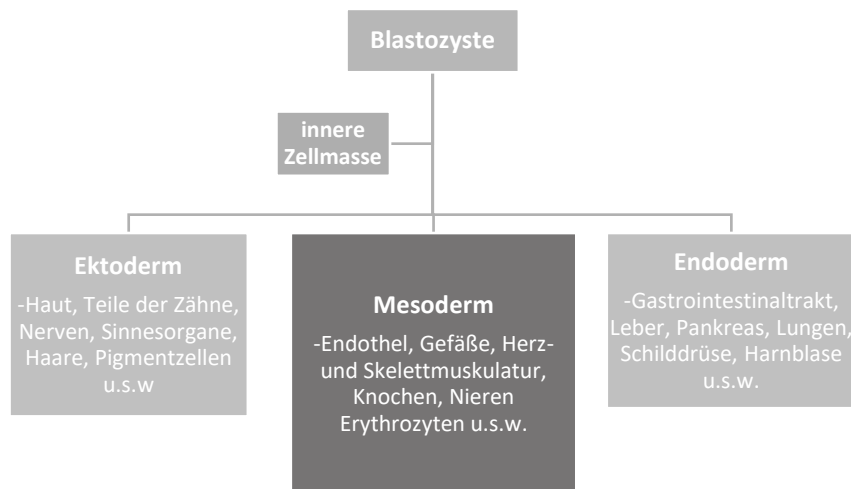 Blastozyste
innere
Zellmasse
Ektoderm
-Haut, Teile der Zähne,
Nerven, Sinnesorgane,
Haare, Pigmentzellen
u.s.w
Mesoderm
-Endothel, Gefäße, Herz-
und Skelettmuskulatur,
Knochen, Nieren
Erythrozyten u.s.w.
Endoderm
-Gastrointestinaltrakt,
Leber, Pankreas, Lungen,
Schilddrüse, Harnblase
u.s.w.